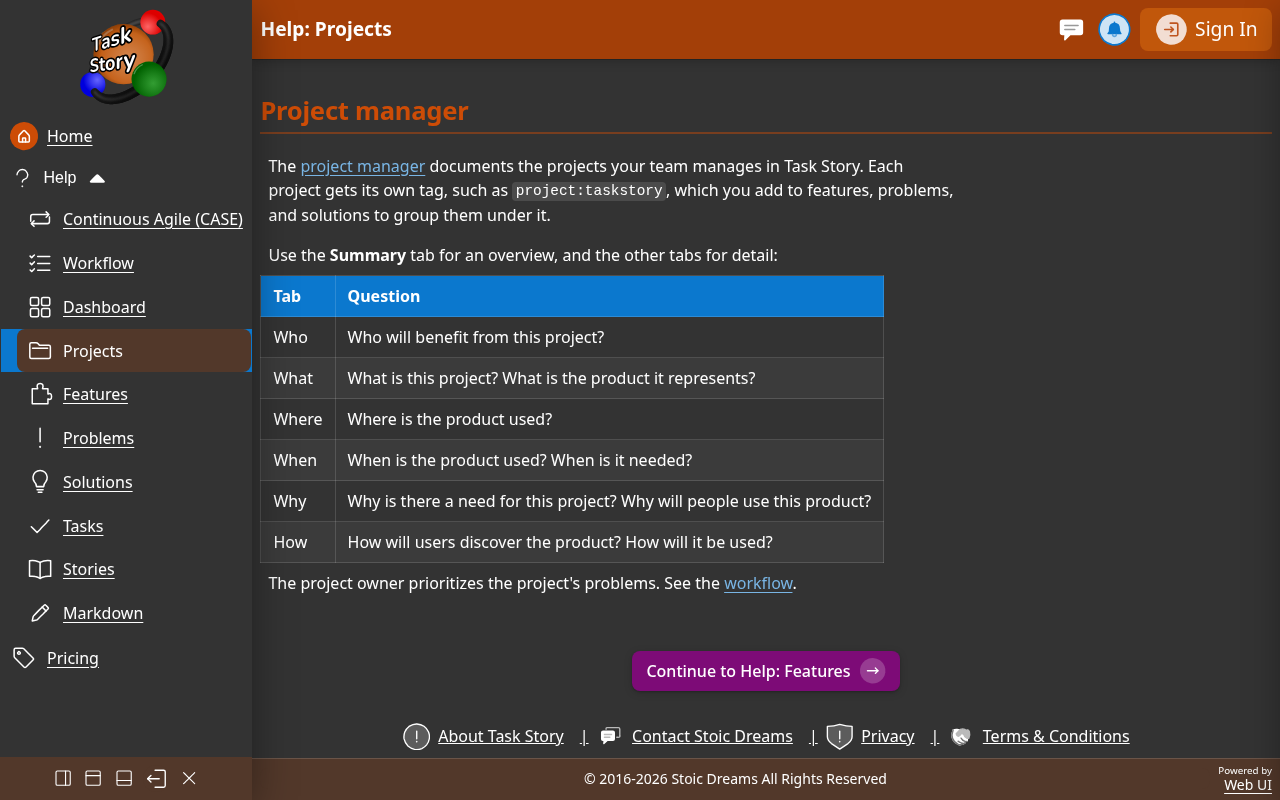 Task
Story
Home
Help
Continuous Agile (CASE)
Workflow
Dashboard
Projects
Features
Problems
Solutions
Tasks
Stories
Markdown
Pricing
Help: Projects
Sign In
Project manager
The project manager documents the projects your team manages in Task Story. Each
project gets its own tag, such as project:taskstory, which you add to features, problems,
and solutions to group them under it.
Use the Summary tab for an overview, and the other tabs for detail:
Tab Question
Who Who will benefit from this project?
What What is this project? What is the product it represents?
Where Where is the product used?
When When is the product used? When is it needed?
Why Why is there a need for this project? Why will people use this product?
How How will users discover the product? How will it be used?
The project owner prioritizes the project's problems. See the workflow.
Continue to Help: Features
About Task Story | Contact Stoic Dreams | Privacy | Terms & Conditions
© 2016-2026 Stoic Dreams All Rights Reserved
Powered by
Web UI